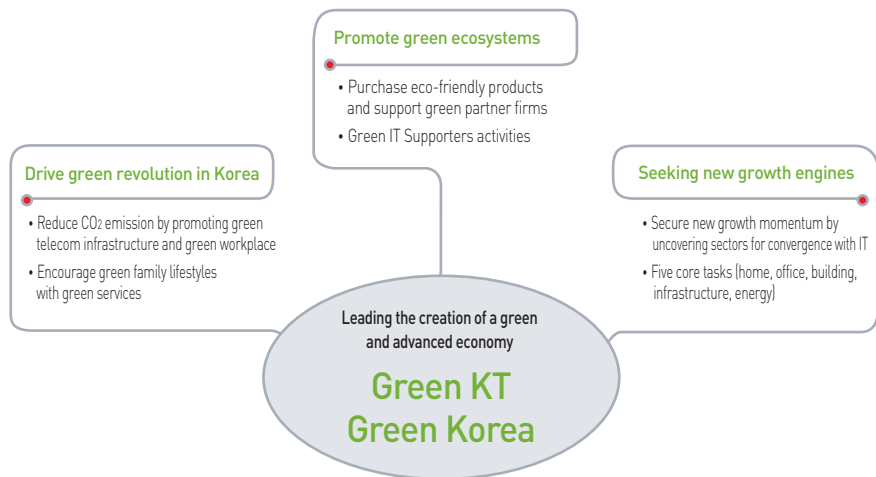 Promote green ecosystems
• Purchase eco-friendly products
and support green partner firms
• Green IT Supporters activities
Drive green revolution in Korea
• Reduce CO2 emission by promoting green
telecom infrastructure and green workplace
• Encourage green family lifestyles
with green services
Seeking new growth engines
• Secure new growth momentum by
uncovering sectors for convergence with IT
• Five core tasks (home, office, building,
infrastructure, energy)
Leading the creation of a green
and advanced economy
Green KT
Green Korea